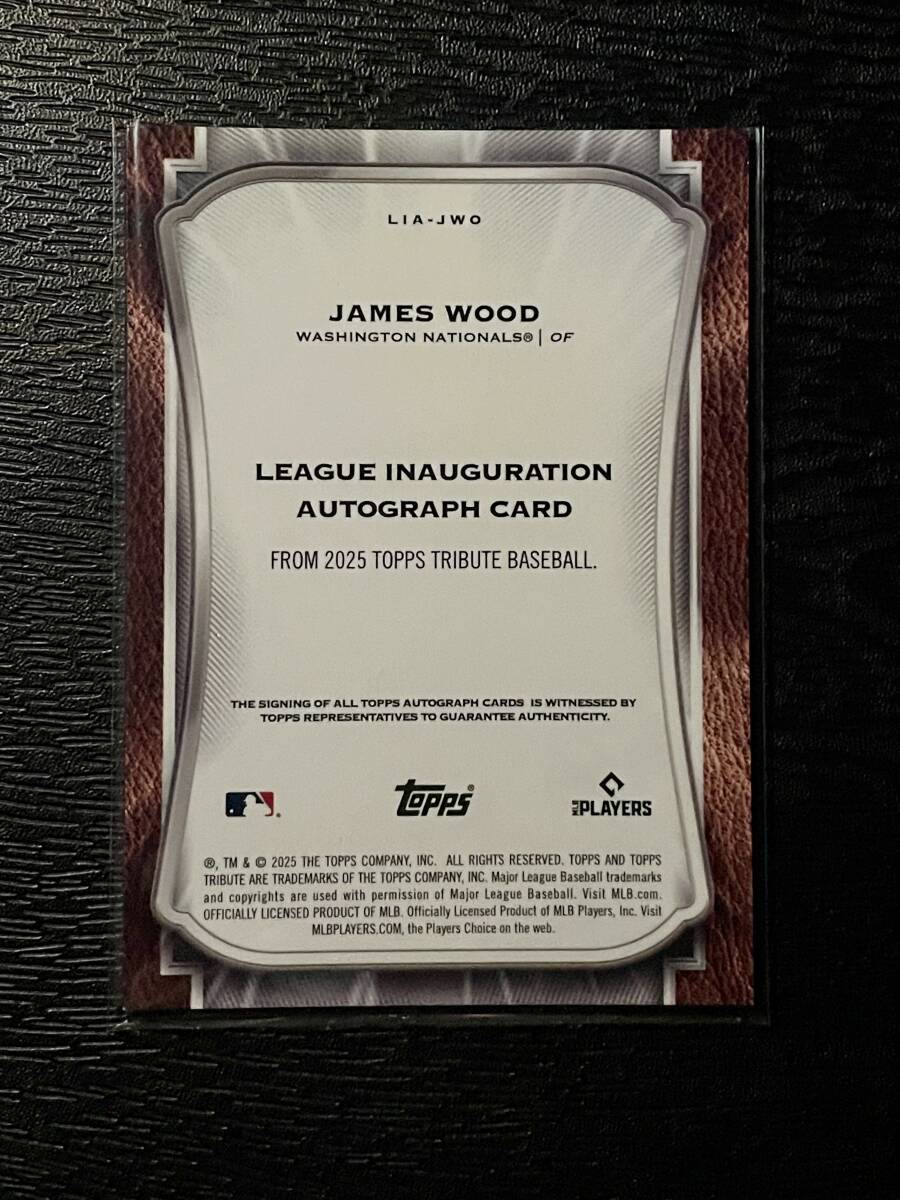 LIA-JWO
JAMES WOOD
WASHINGTON NATIONALS® | OF
LEAGUE INAUGURATION
AUTOGRAPH CARD
FROM 2025 TOPPS TRIBUTE BASEBALL.
THE SIGNING OF ALL TOPPS AUTOGRAPH CARDS IS WITNESSED BY
TOPPS REPRESENTATIVES TO GUARANTEE AUTHENTICITY.
topps® MLB PLAYERS
®, TM & © 2025 THE TOPPS COMPANY, INC. ALL RIGHTS RESERVED. TOPPS AND TOPPS
TRIBUTE ARE TRADEMARKS OF THE TOPPS COMPANY, INC. Major League Baseball trademarks
and copyrights are used with permission of Major League Baseball. Visit MLB.com.
OFFICIALLY LICENSED PRODUCT OF MLB. Officially Licensed Product of MLB Players, Inc. Visit
MLBPLAYERS.COM, the Players Choice on the web.